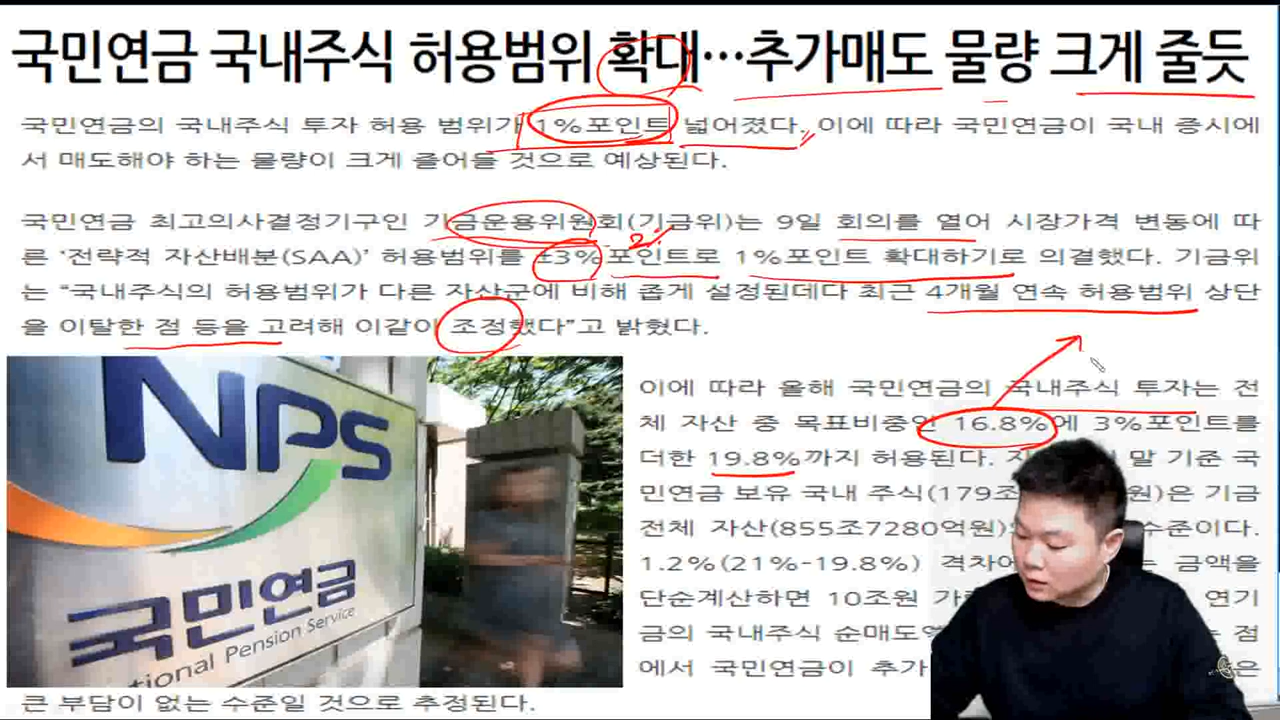 국민연금 국내주식 허용범위 확대…추가매도 물량 크게 줄듯
국민연금의 국내주식 투자 허용 범위가 1%포인트 넓어졌다. 이에 따라 국민연금이 국내 증시에
서 매도해야 하는 물량이 크게 줄어들 것으로 예상된다.
국민연금 최고의사결정기구인 기금운용위원회(기금위)는 9일 회의를 열어 시장가격 변동에 따
2%
른 ‘전략적 자산배분(SAA)’ 허용범위를 ±3%포인트로 1%포인트 확대하기로 의결했다. 기금위
는 “국내주식의 허용범위가 다른 자산군에 비해 좁게 설정된데다 최근 4개월 연속 허용범위 상단
을 이탈한 점 등을 고려해 이같이 조정했다”고 밝혔다.
NPS
국민연금
ational Pension Service
이에 따라 올해 국민연금의 국내주식 투자는 전
체 자산 중 목표비중인 16.8%에 3%포인트를
더한 19.8%까지 허용된다. 말 기준 국
민연금 보유 국내 주식(179조 원)은 기금
전체 자산(855조7280억원) 수준이다.
1.2%(21%-19.8%) 격차에 금액을
단순계산하면 10조원 연기
금의 국내주식 순매도 점
에서 국민연금이 추가 은
큰 부담이 없는 수준일 것으로 추정된다.